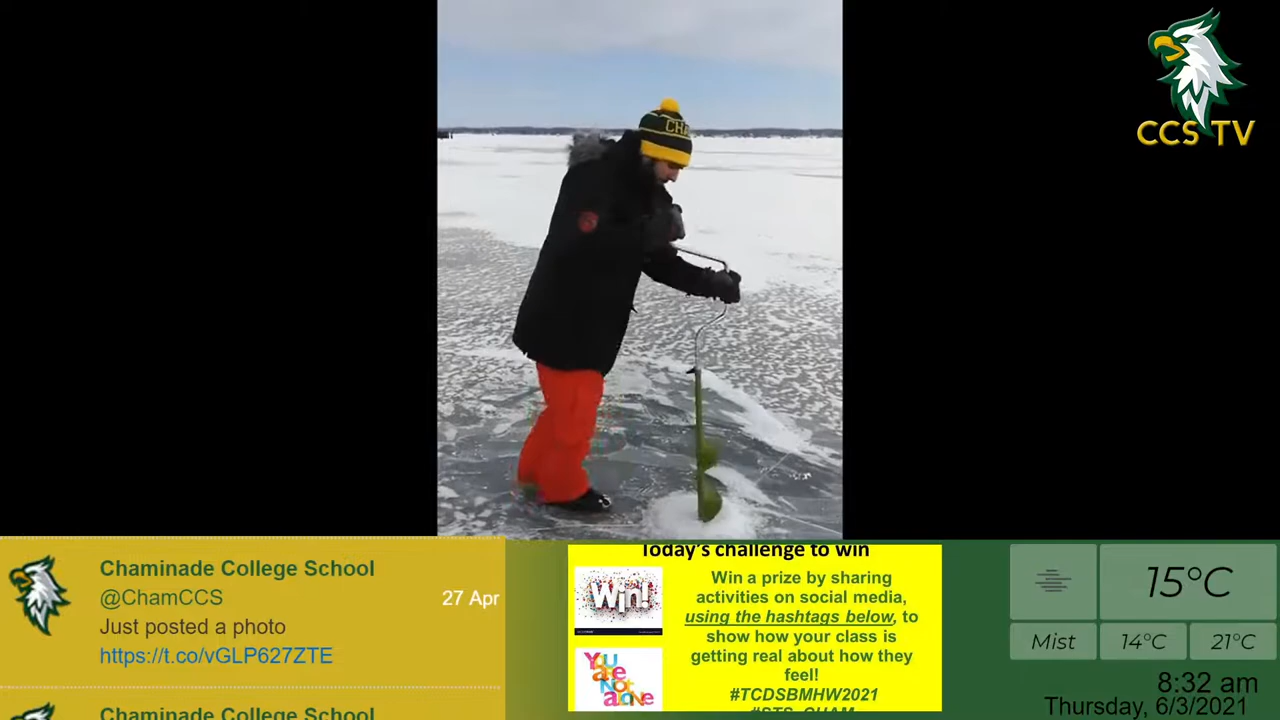 CHA
CCS TV
Chaminade College School
@ChamCCS
27 Apr
Just posted a photo
https://t.co/vGLP627ZTE
Chaminade College School
Today's challenge to win
Win!
You
are
Not
alone
Win a prize by sharing
activities on social media,
using the hashtags below, to
show how your class is
getting real about how they
feel!
#TCDSBMHW2021
#STS_CHAM
15°C
Mist
14°C
21°C
8:32 am
Thursday, 6/3/2021